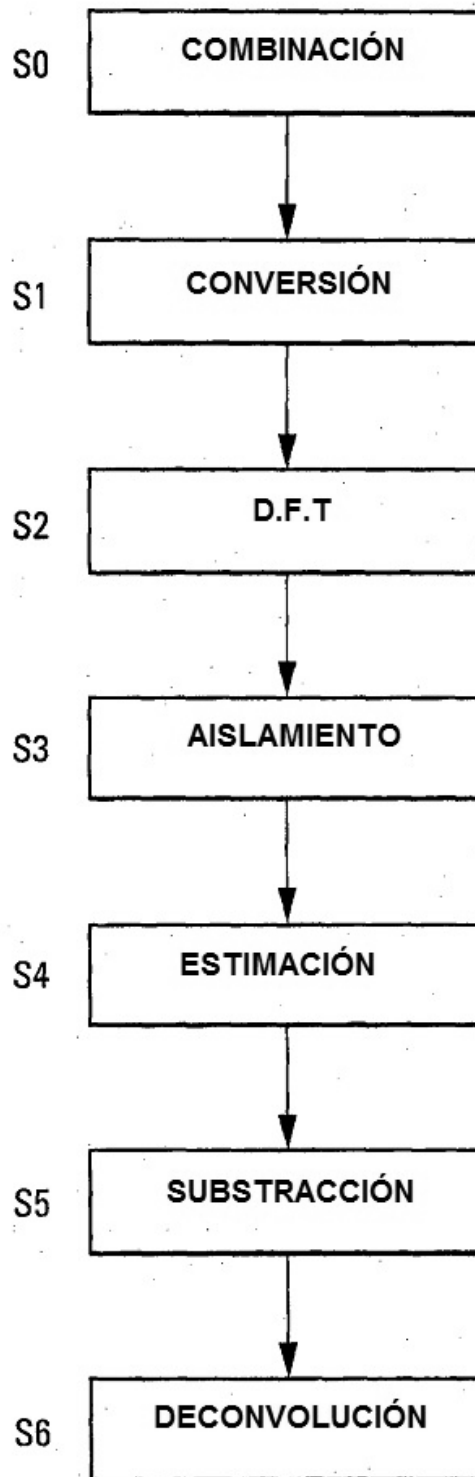 S0 COMBINACIÓN
S1 CONVERSIÓN
S2 D.F.T
S3 AISLAMIENTO
S4 ESTIMACIÓN
S5 SUBSTRACCIÓN
S6 DECONVOLUCIÓN